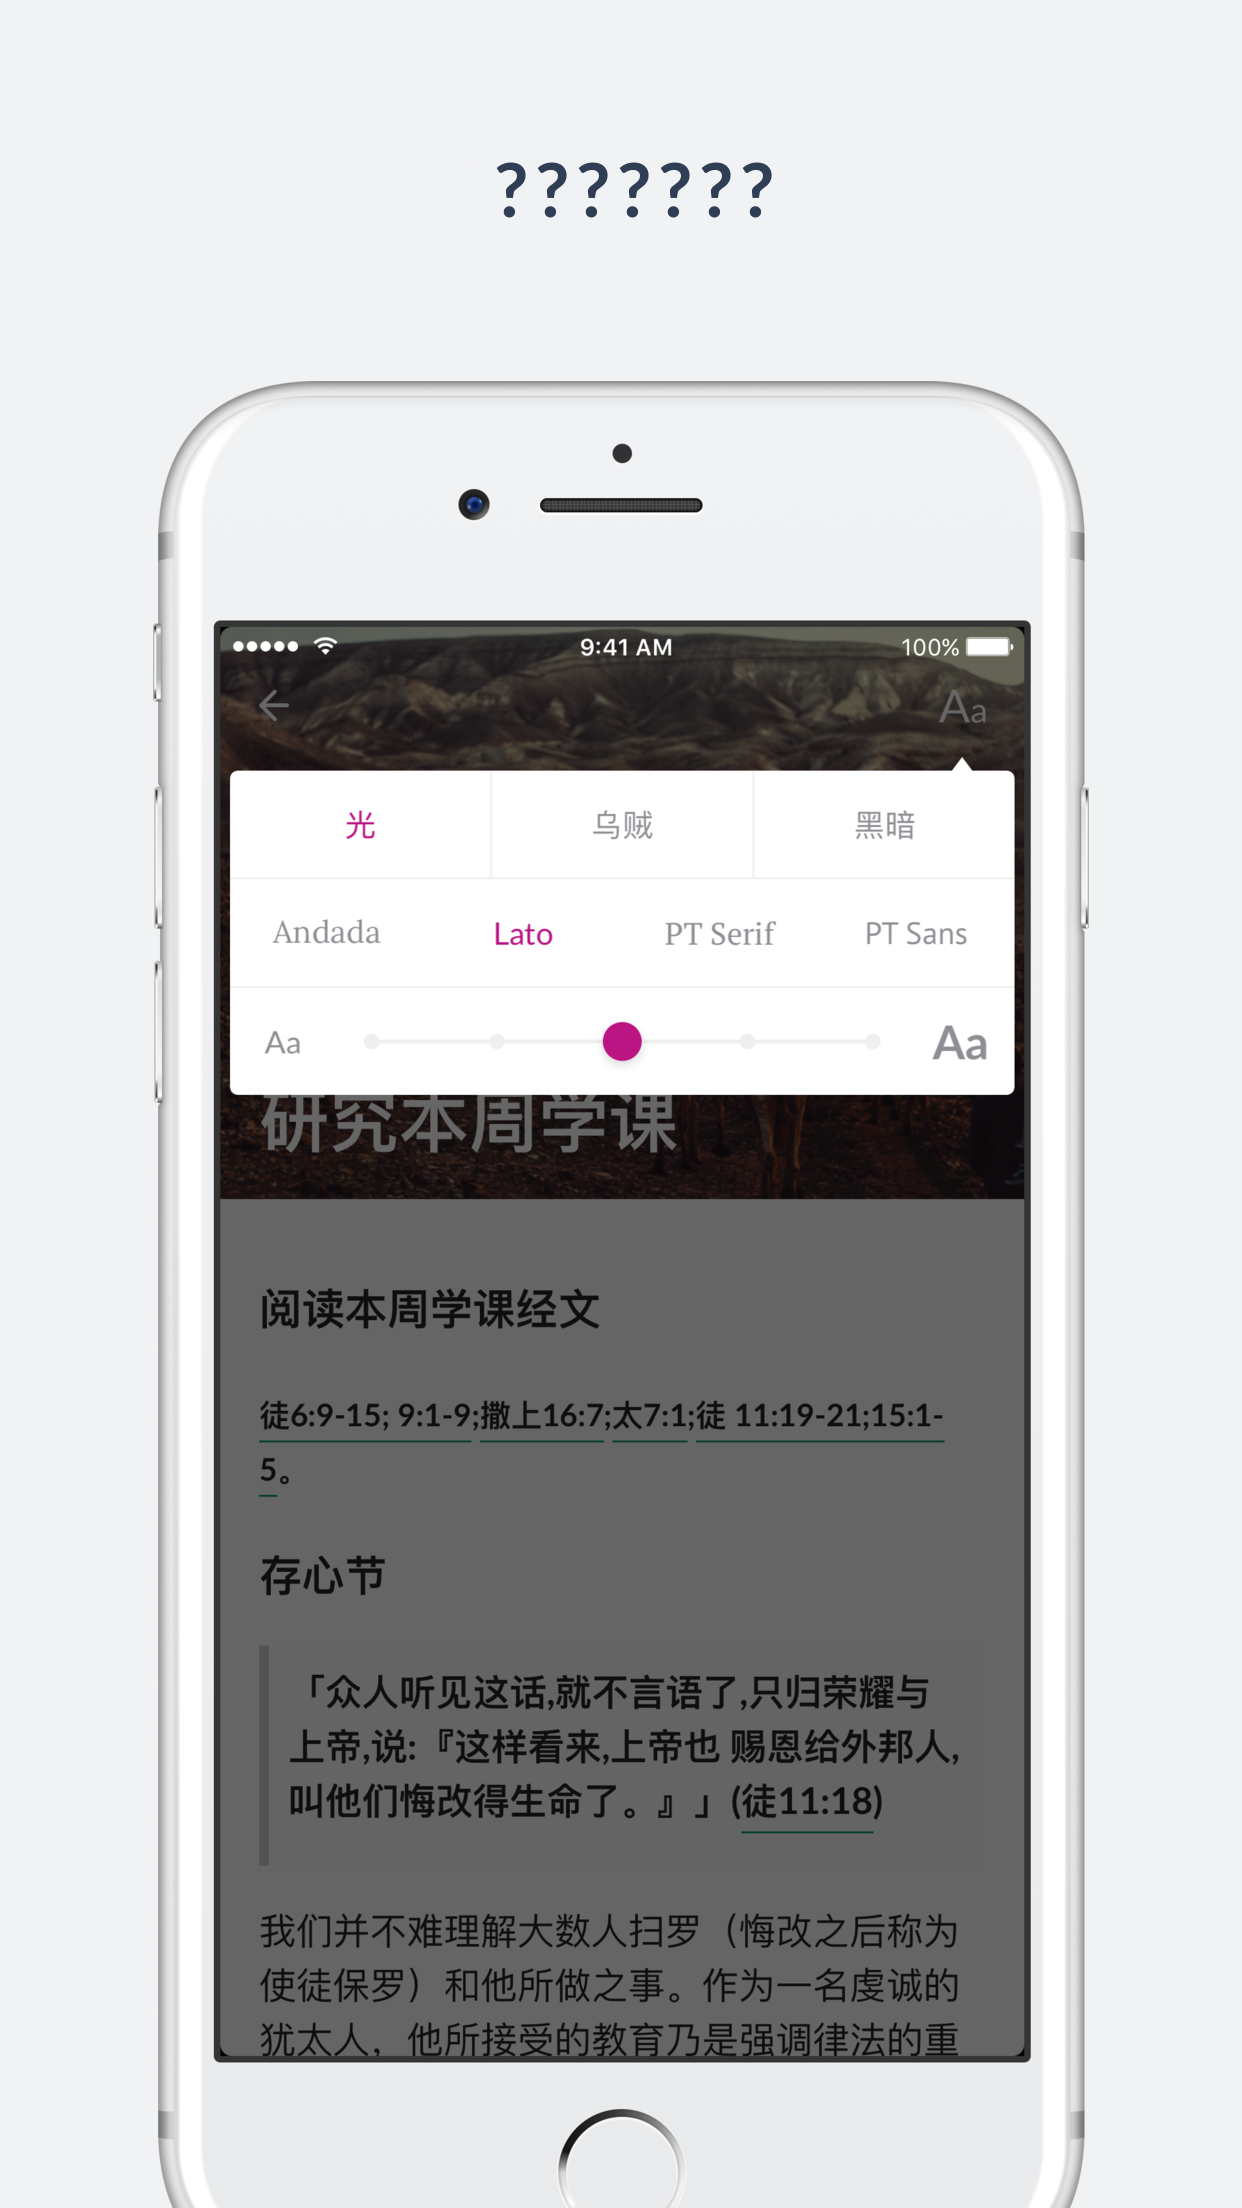 ???????
9:41 AM 100%
Aa
光 乌贼 黑暗
Andada Lato PT Serif PT Sans
Aa Aa
研究本周学课
阅读本周学课经文
徒6:9-15; 9:1-9;撒上16:7;太7:1;徒 11:19-21;15:1-
5。
存心节
「众人听见这话,就不言语了,只归荣耀与
上帝,说:『这样看来,上帝也 赐恩给外邦人,
叫他们悔改得生命了。』」(徒11:18)
我们并不难理解大数人扫罗（悔改之后称为
使徒保罗）和他所做之事。作为一名虔诚的
犹太人，他所接受的教育乃是强调律法的重